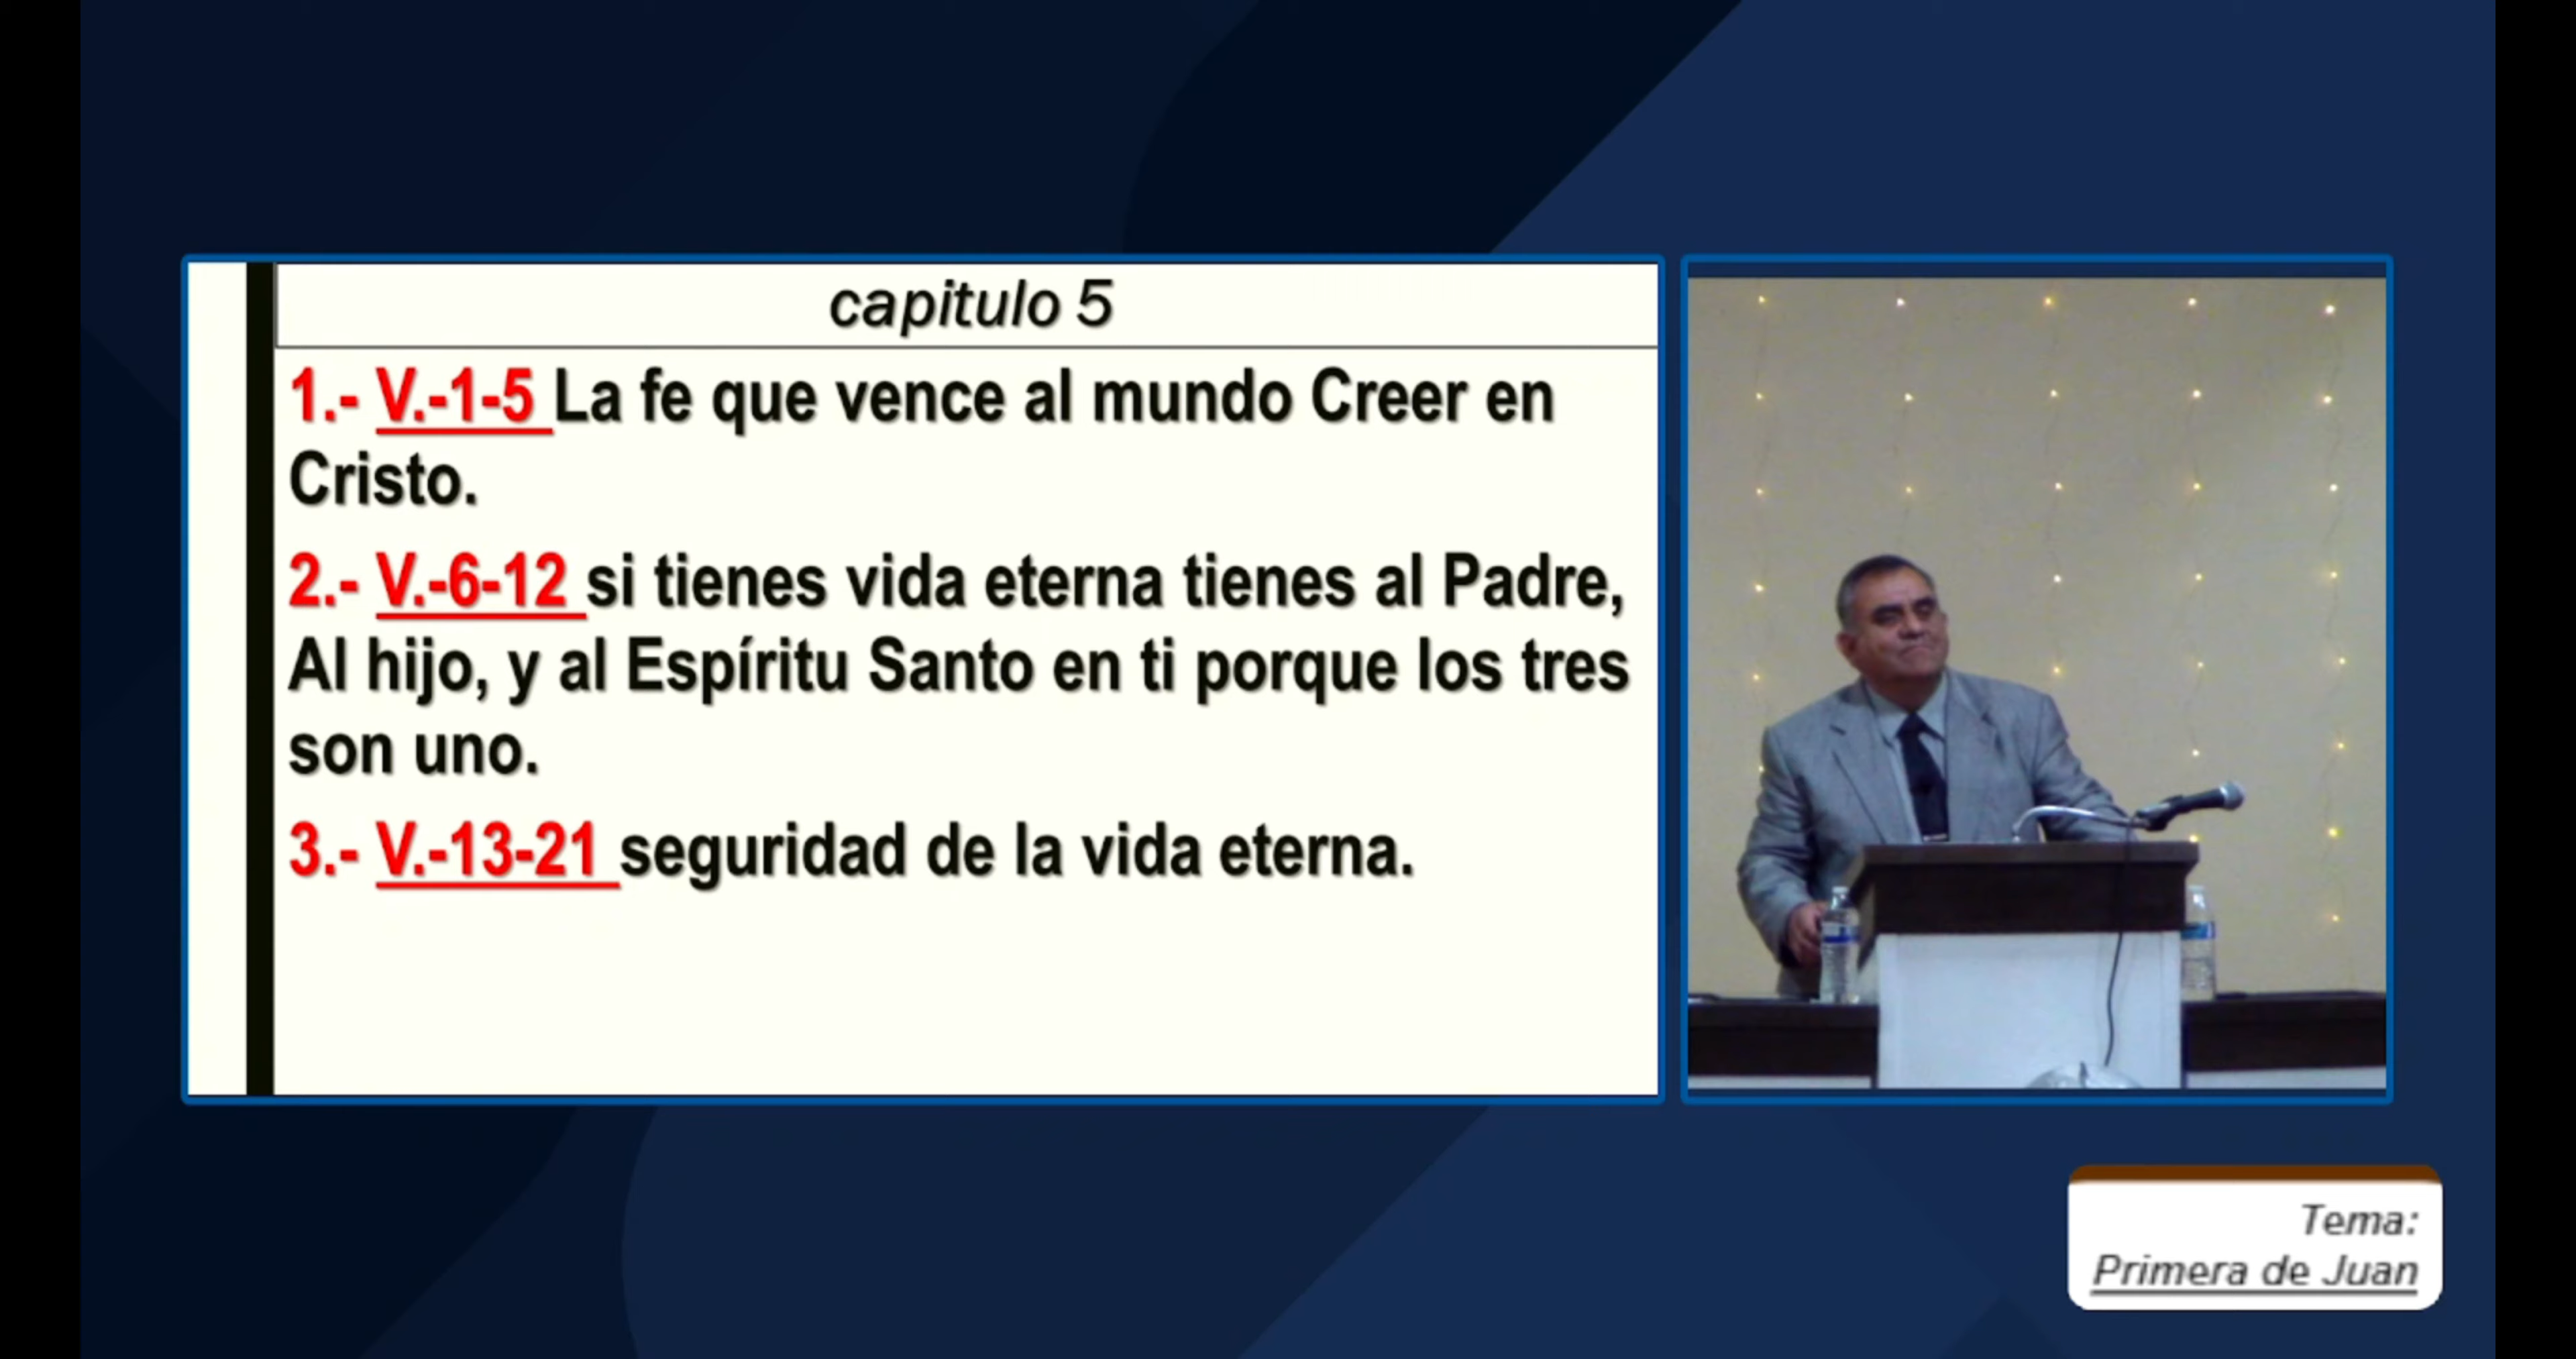 capitulo 5
1.- V.-1-5 La fe que vence al mundo Creer en
Cristo.
2.- V.-6-12 si tienes vida eterna tienes al Padre,
Al hijo, y al Espíritu Santo en ti porque los tres
son uno.
3.- V.-13-21 seguridad de la vida eterna.
Tema:
Primera de Juan